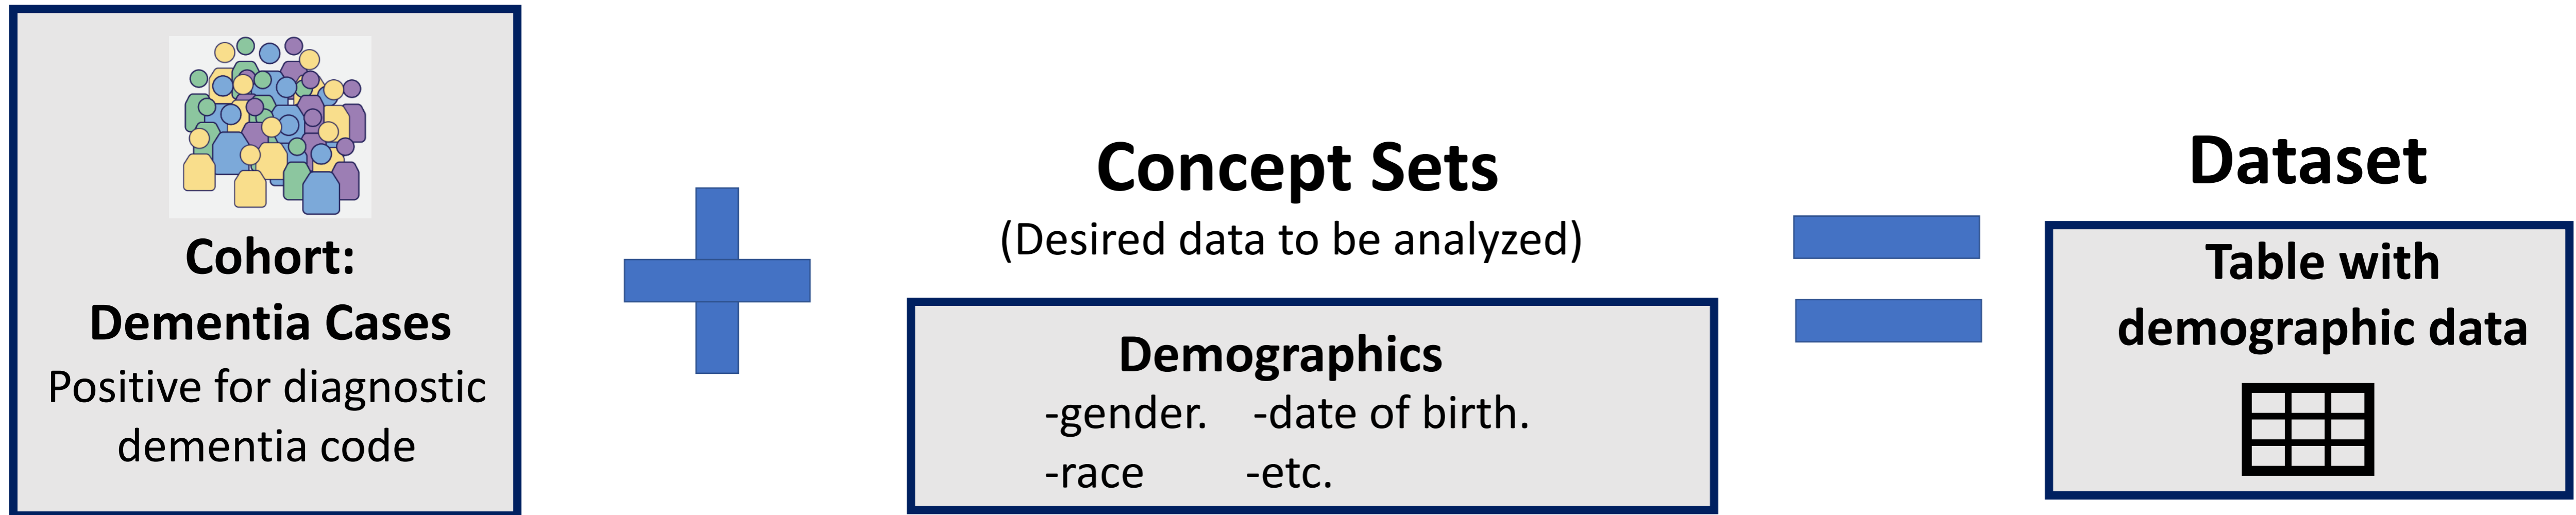 Cohort:
Dementia Cases
Positive for diagnostic
dementia code
Concept Sets
(Desired data to be analyzed)
Demographics
-gender. -date of birth.
-race -etc.
Dataset
Table with
demographic data